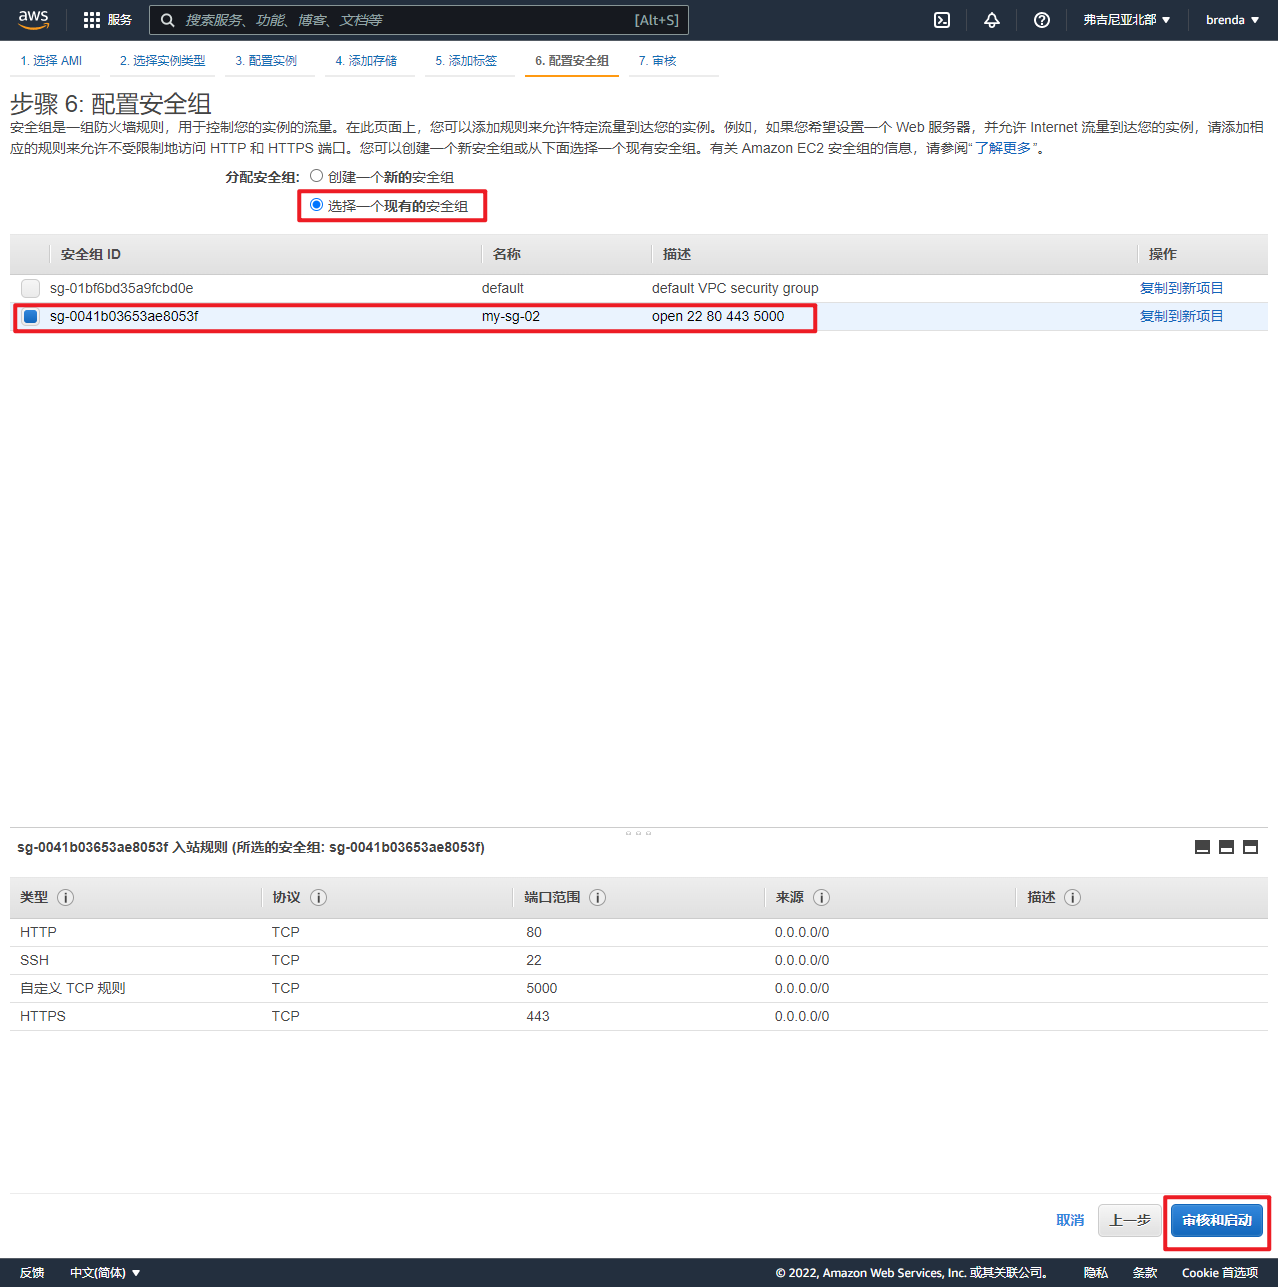 aws 服务 搜索服务、功能、博客、文档等 [Alt+S] 弗吉尼亚北部 brenda
1. 选择 AMI 2. 选择实例类型 3. 配置实例 4. 添加存储 5. 添加标签 6. 配置安全组 7. 审核
步骤 6: 配置安全组
安全组是一组防火墙规则，用于控制您的实例的流量。在此页面上，您可以添加规则来允许特定流量到达您的实例。例如，如果您希望设置一个 Web 服务器，并允许 Internet 流量到达您的实例，请添加相
应的规则来允许不受限制地访问 HTTP 和 HTTPS 端口。您可以创建一个新安全组或从下面选择一个现有安全组。有关 Amazon EC2 安全组的信息，请参阅“了解更多”。
分配安全组: 创建一个新的安全组
选择一个现有的安全组
安全组 ID 名称 描述 操作
sg-01bf6bd35a9fcbd0e default default VPC security group 复制到新项目
sg-0041b03653ae8053f my-sg-02 open 22 80 443 5000 复制到新项目
sg-0041b03653ae8053f 入站规则 (所选的安全组: sg-0041b03653ae8053f)
类型 协议 端口范围 来源 描述
HTTP TCP 80 0.0.0.0/0
SSH TCP 22 0.0.0.0/0
自定义 TCP 规则 TCP 5000 0.0.0.0/0
HTTPS TCP 443 0.0.0.0/0
取消 上一步 审核和启动
反馈 中文(简体) © 2022, Amazon Web Services, Inc. 或其关联公司。 隐私 条款 Cookie 首选项